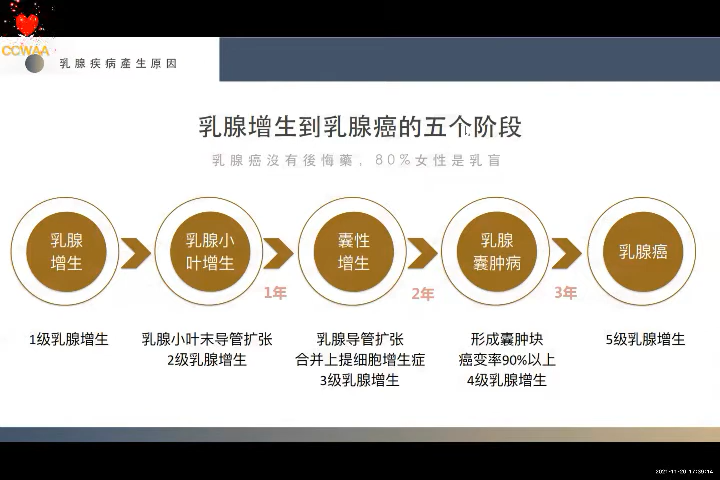 CCWAA
乳腺疾病產生原因
乳腺增生到乳腺癌的五个阶段
乳腺癌沒有後悔藥，80%女性是乳盲
乳腺
增生
乳腺小
叶增生
囊性
增生
乳腺
囊肿病
乳腺癌
1年
2年
3年
1级乳腺增生
乳腺小叶末导管扩张
2级乳腺增生
乳腺导管扩张
合并上提细胞增生症
3级乳腺增生
形成囊肿块
癌变率90%以上
4级乳腺增生
5级乳腺增生
2021-11-20 17:39:14